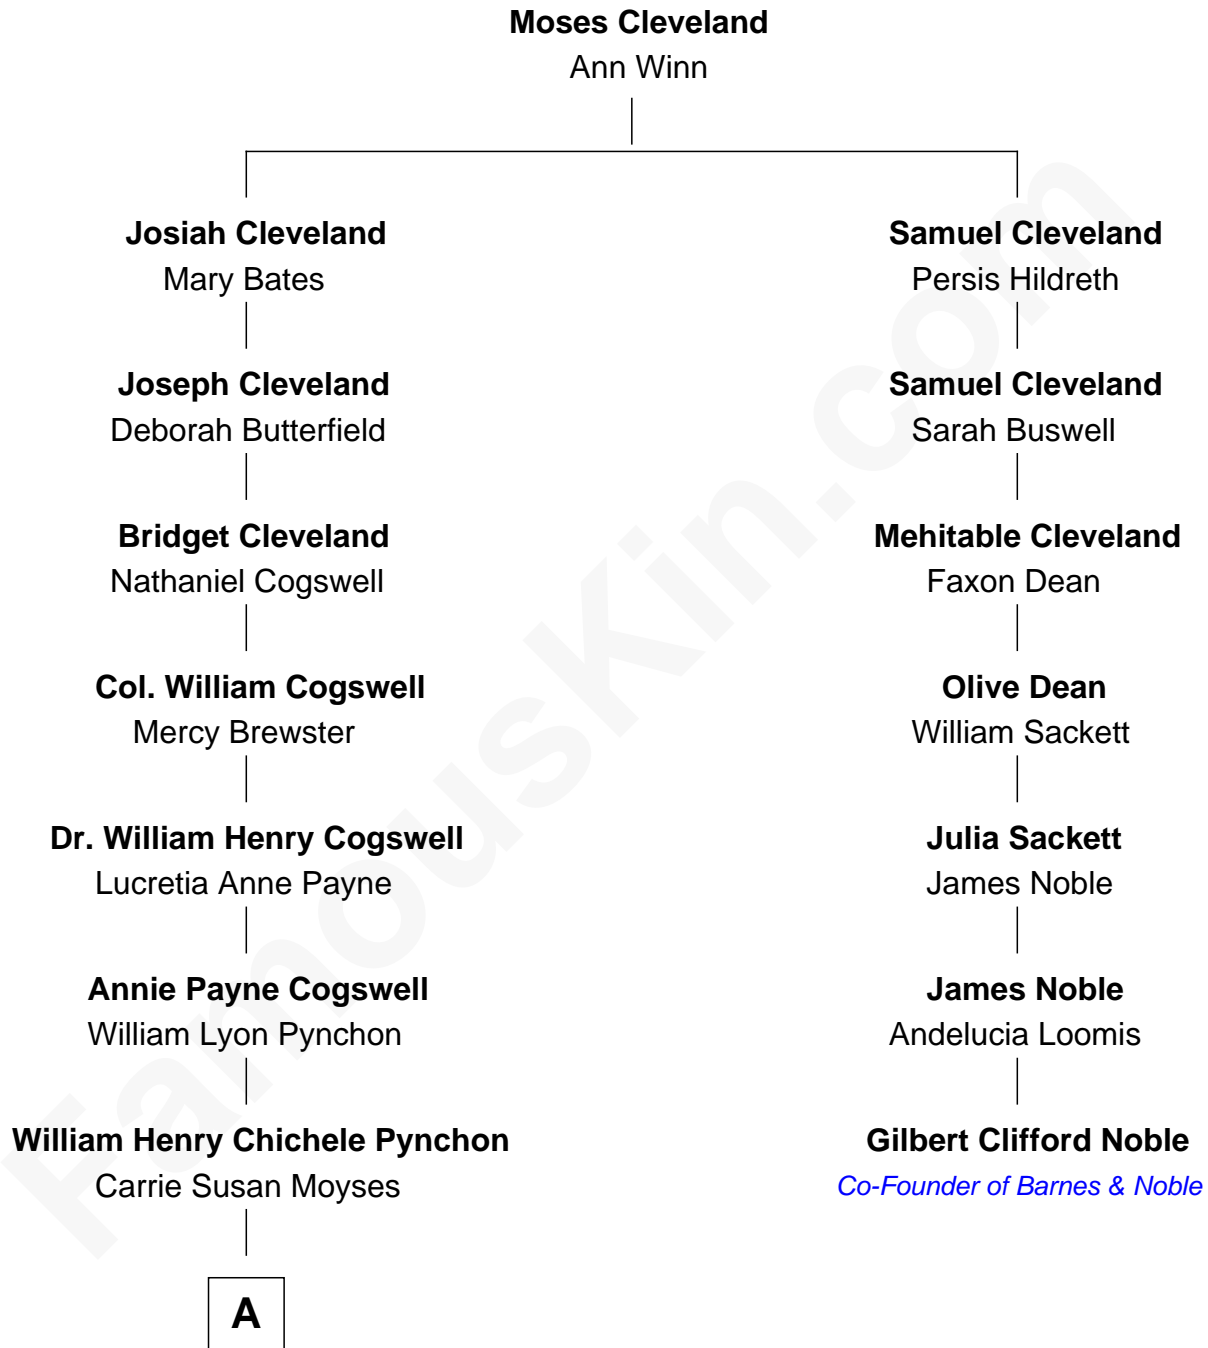 Moses Cleveland
Ann Winn
Josiah Cleveland
Mary Bates
Samuel Cleveland
Persis Hildreth
Joseph Cleveland
Deborah Butterfield
Samuel Cleveland
Sarah Buswell
Bridget Cleveland
Nathaniel Cogswell
Mehitable Cleveland
Faxon Dean
Col. William Cogswell
Mercy Brewster
Olive Dean
William Sackett
Dr. William Henry Cogswell
Lucretia Anne Payne
Julia Sackett
James Noble
Annie Payne Cogswell
William Lyon Pynchon
James Noble
Andelucia Loomis
William Henry Chichele Pynchon
Carrie Susan Moyses
Gilbert Clifford Noble
Co-Founder of Barnes & Noble
A
FamousKin.com